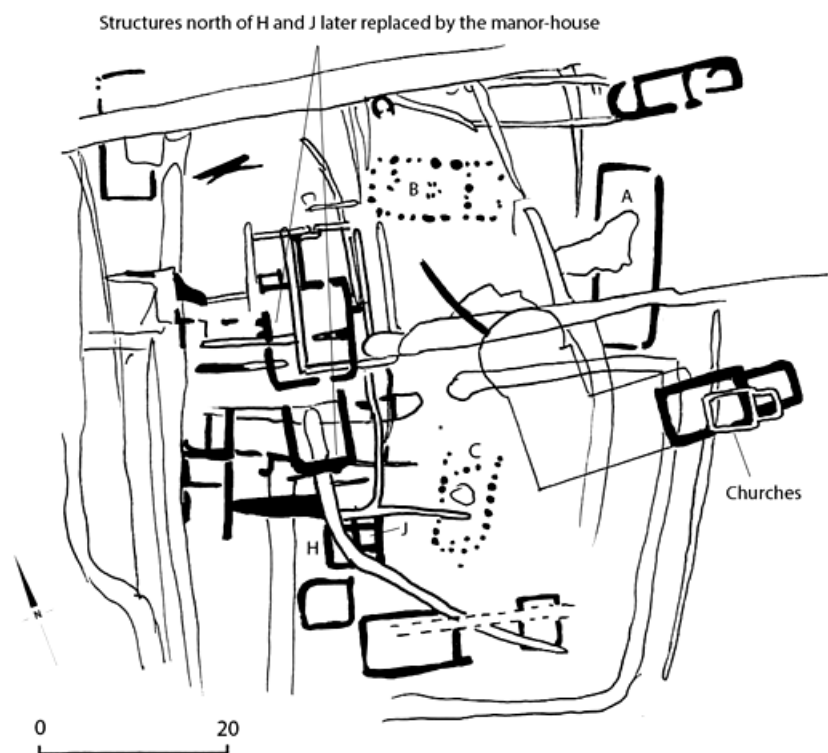 Structures north of H and J later replaced by the manor-house
A
B
C
Churches
J
H
N
0 20